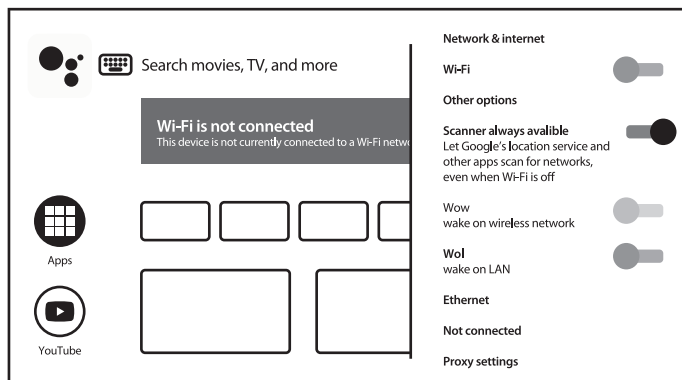 Search movies, TV, and more
Wi-Fi is not connected
This device is not currently connected to a Wi-Fi netwo
Apps
YouTube
Network & internet
Wi-Fi
Other options
Scanner always avalible
Let Google's location service and
other apps scan for networks,
even when Wi-Fi is off
Wow
wake on wireless network
Wol
wake on LAN
Ethernet
Not connected
Proxy settings